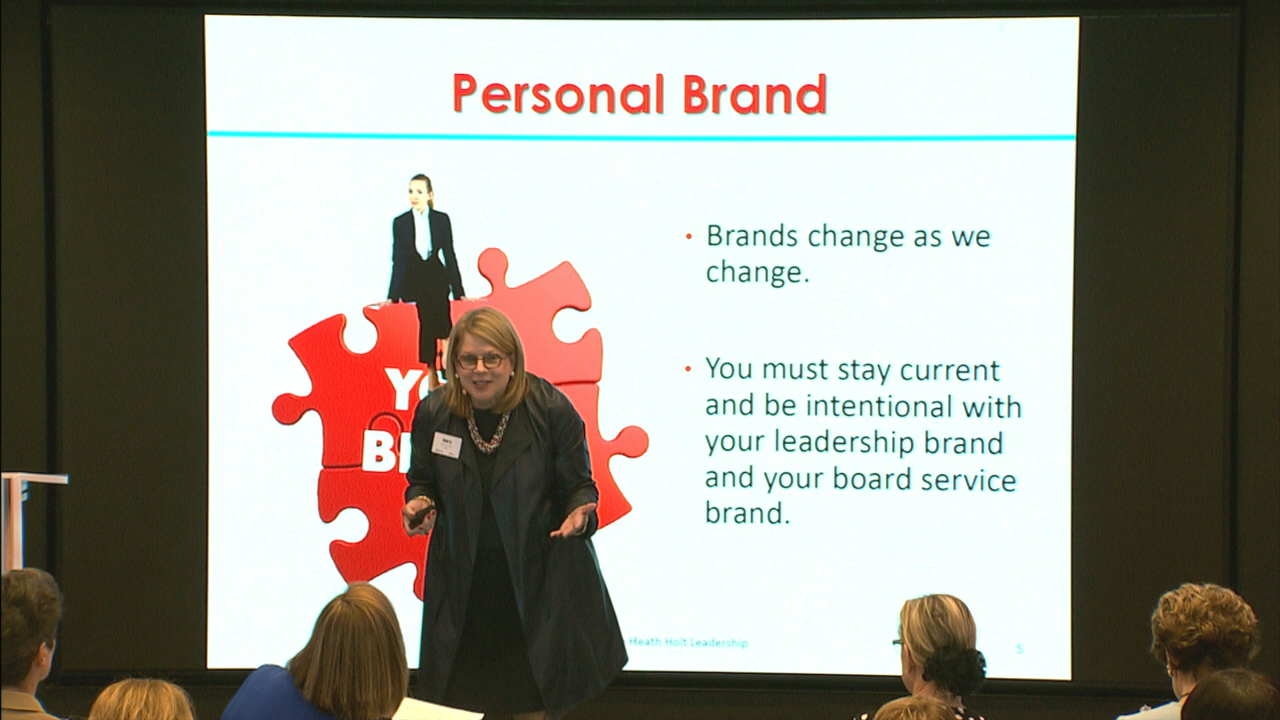 Personal Brand
• Brands change as we
change.
• You must stay current
and be intentional with
your leadership brand
and your board service
brand.
Heath Holt Leadership
5